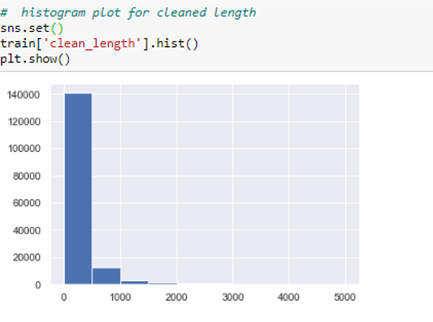 #  histogram plot for cleaned length
sns.set()
train['clean_length'].hist()
plt.show()
140000
120000
100000
80000
60000
40000
20000
0
0 1000 2000 3000 4000 5000